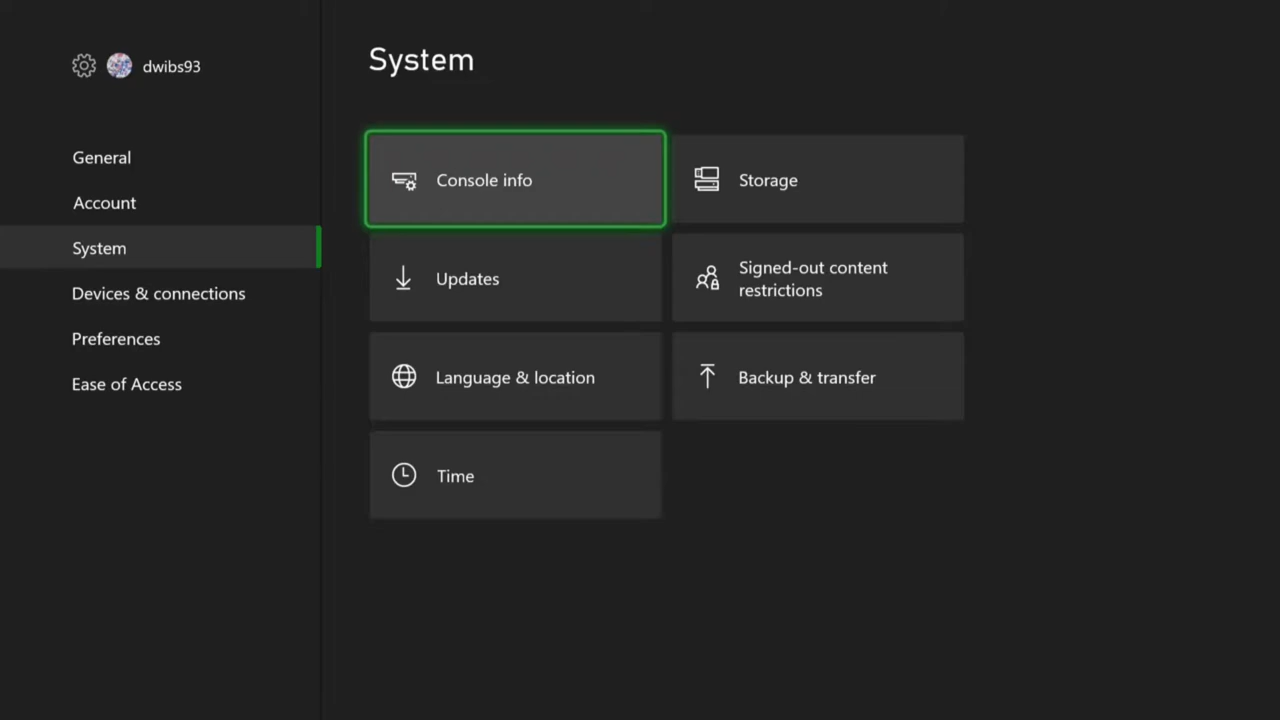 dwibs93
General
Account
System
Devices & connections
Preferences
Ease of Access
System
Console info
Storage
Updates
Signed-out content
restrictions
Language & location
Backup & transfer
Time